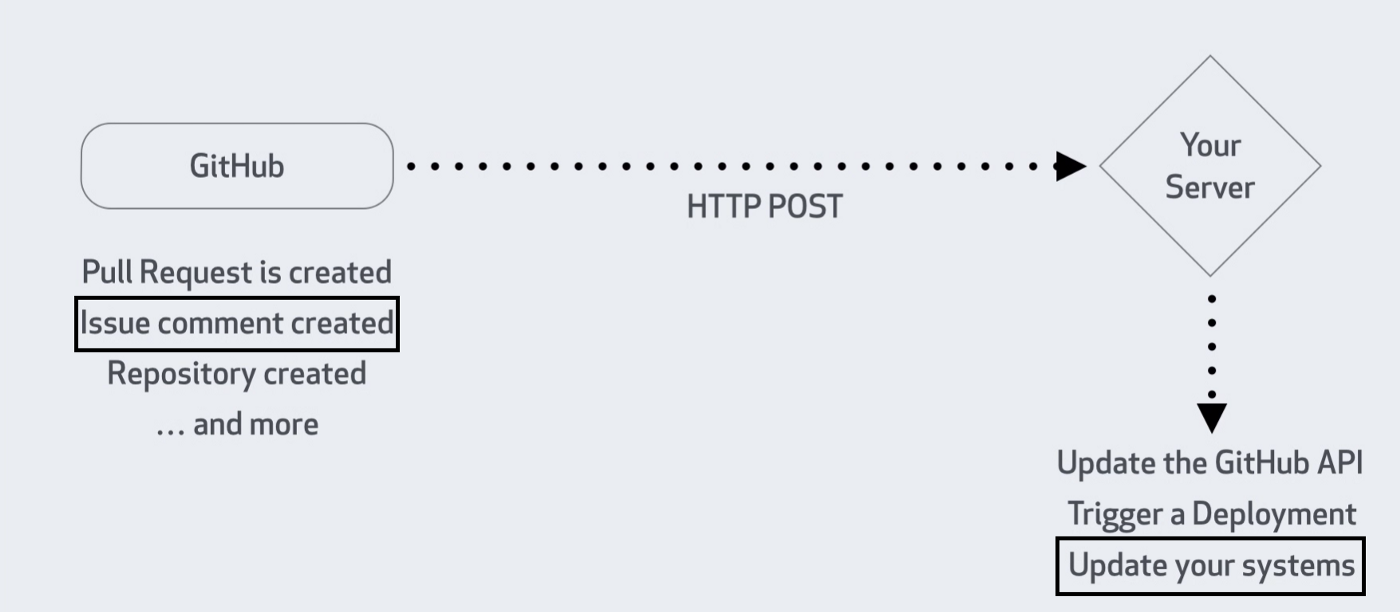 GitHub
HTTP POST
Your
Server
Pull Request is created
Issue comment created
Repository created
... and more
Update the GitHub API
Trigger a Deployment
Update your systems